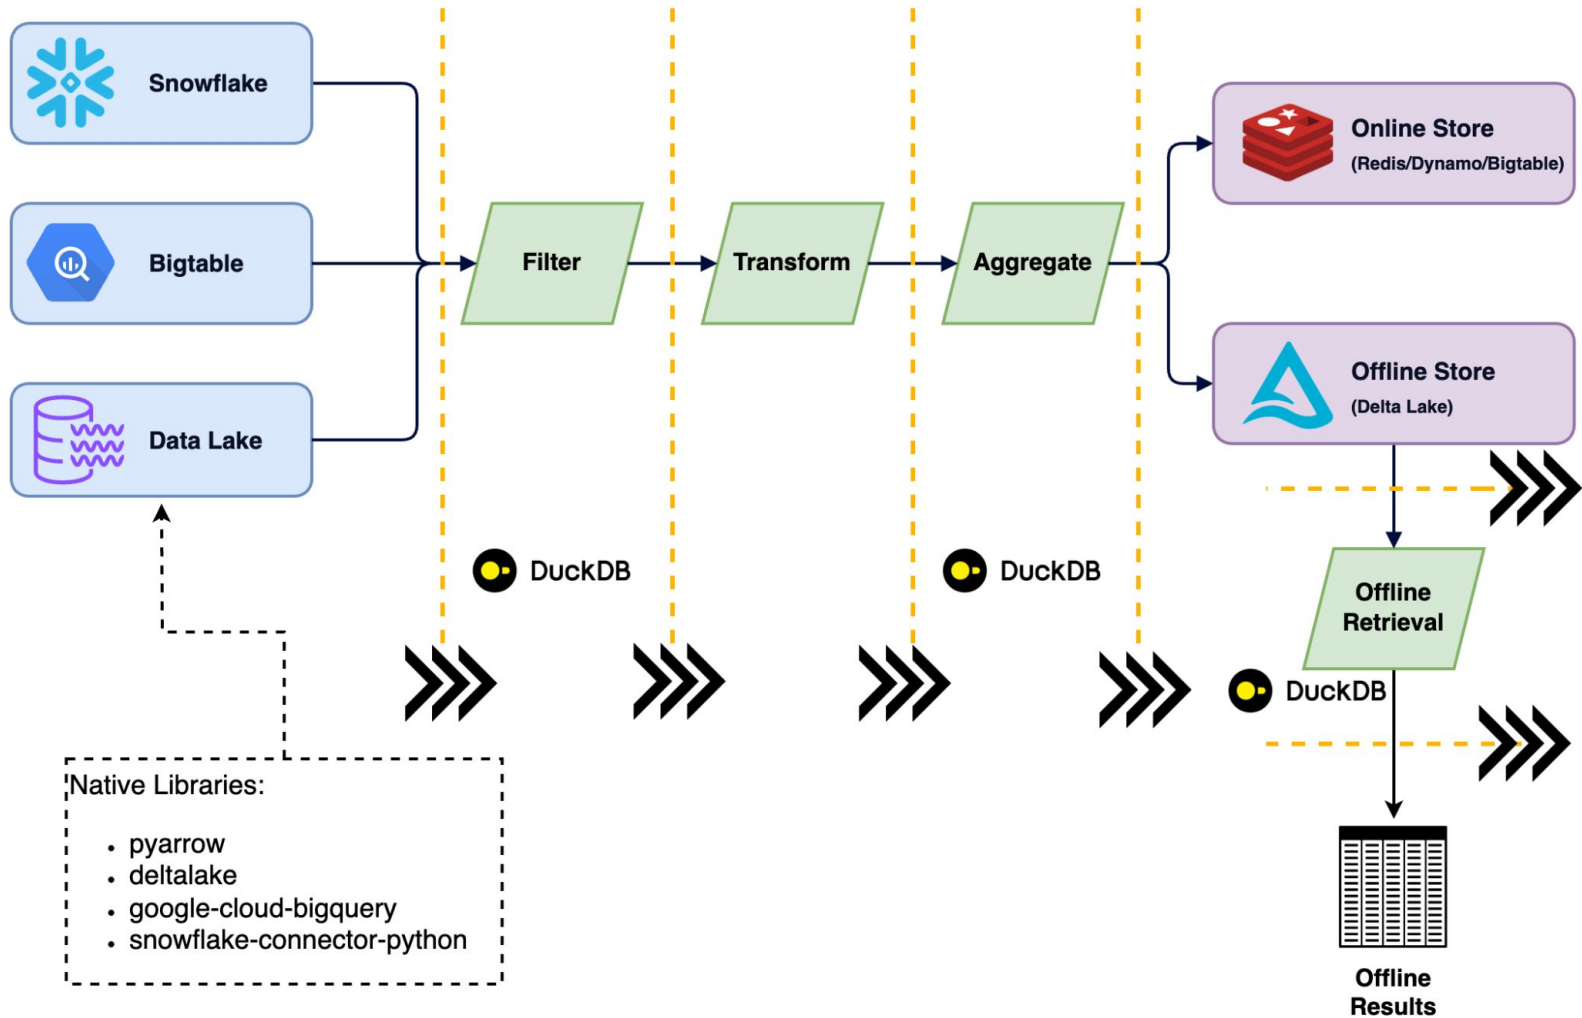 Snowflake
Bigtable
Data Lake
Filter
Transform
Aggregate
Online Store
(Redis/Dynamo/Bigtable)
Offline Store
(Delta Lake)
DuckDB
DuckDB
Offline
Retrieval
DuckDB
Native Libraries:
• pyarrow
• deltalake
• google-cloud-bigquery
• snowflake-connector-python
Offline
Results